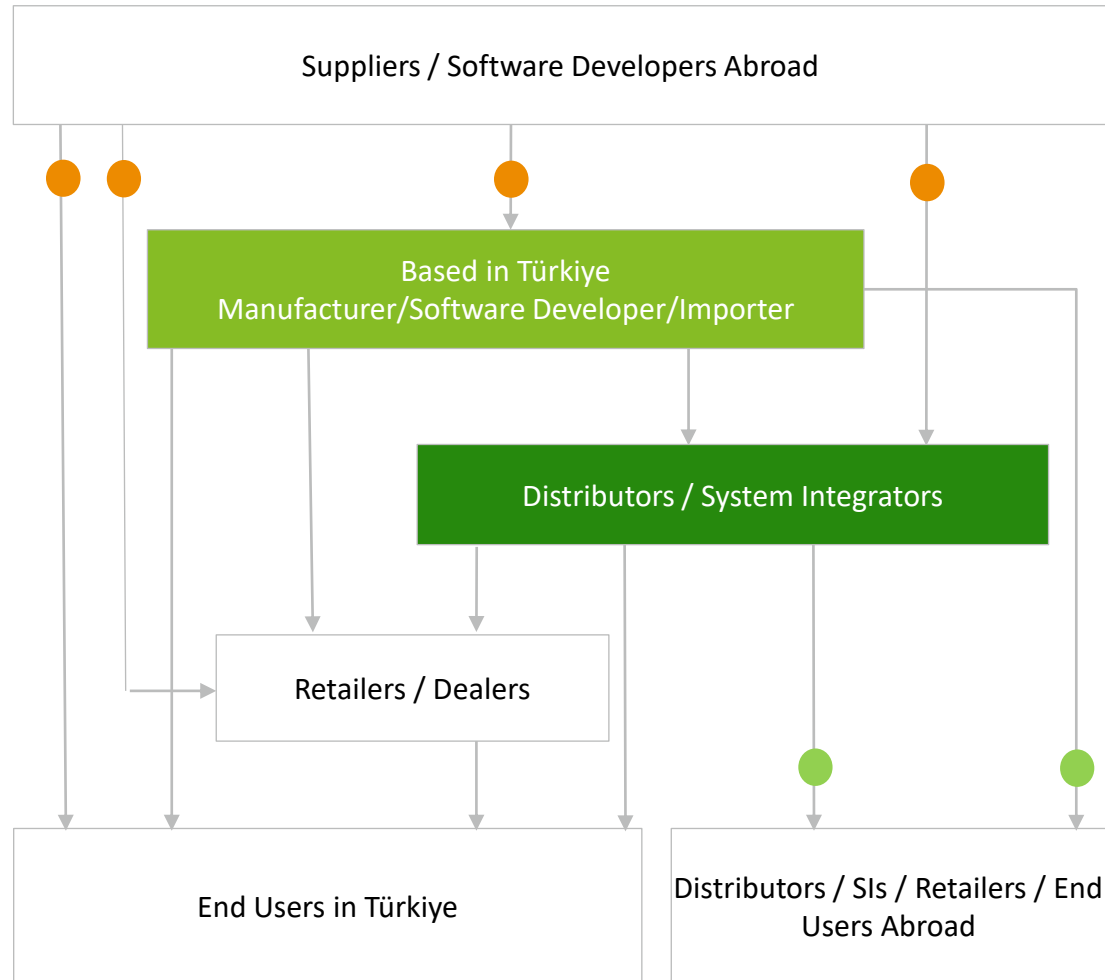 Suppliers / Software Developers Abroad
Based in Türkiye
Manufacturer/Software Developer/Importer
Distributors / System Integrators
Retailers / Dealers
End Users in Türkiye
Distributors / SIs / Retailers / End
Users Abroad